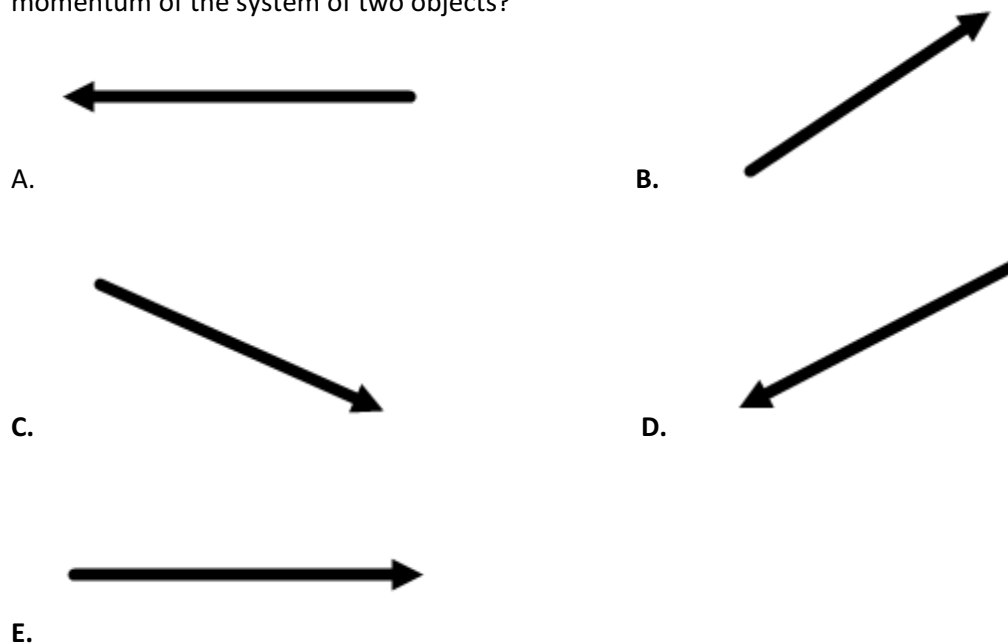 momentum of the system of two objects?
A.
B.
C.
D.
E.